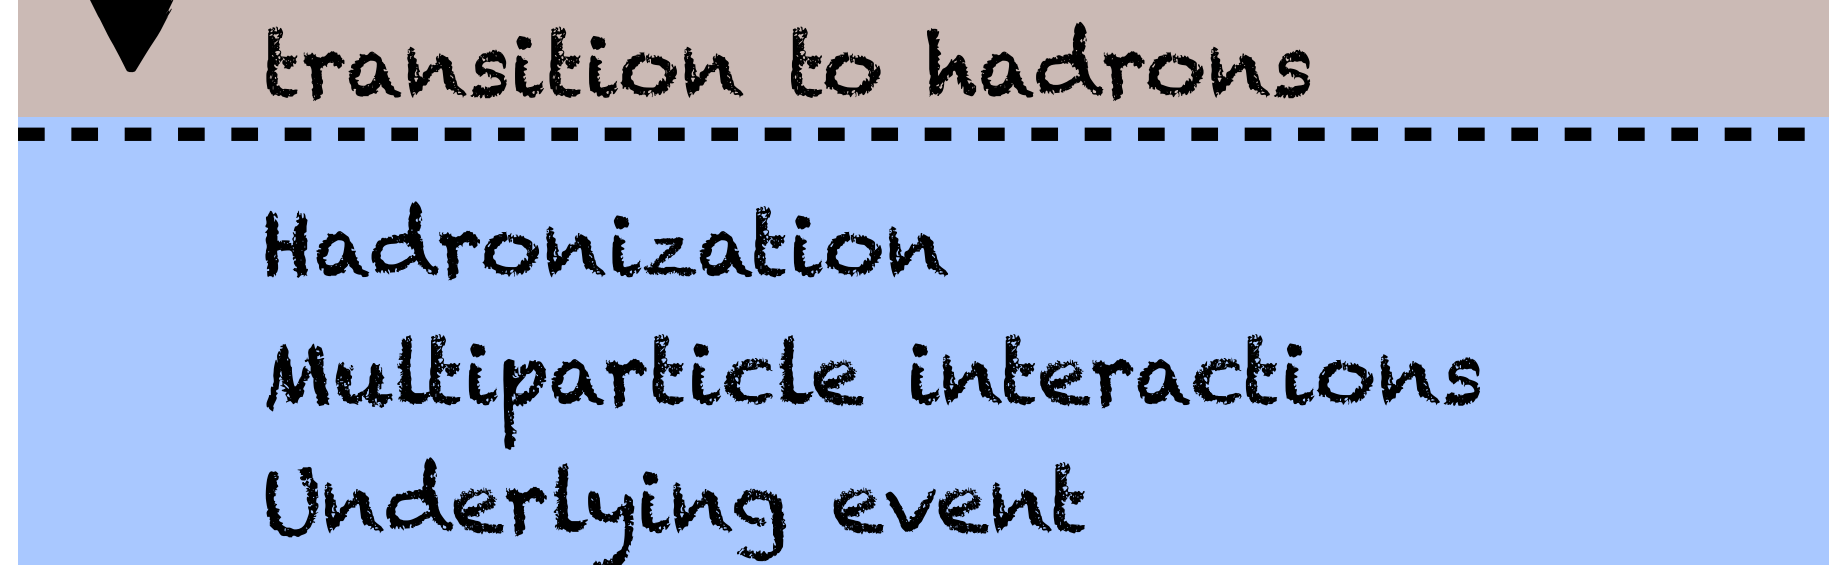 transition to hadrons
Hadronization
Multiparticle interactions
Underlying event